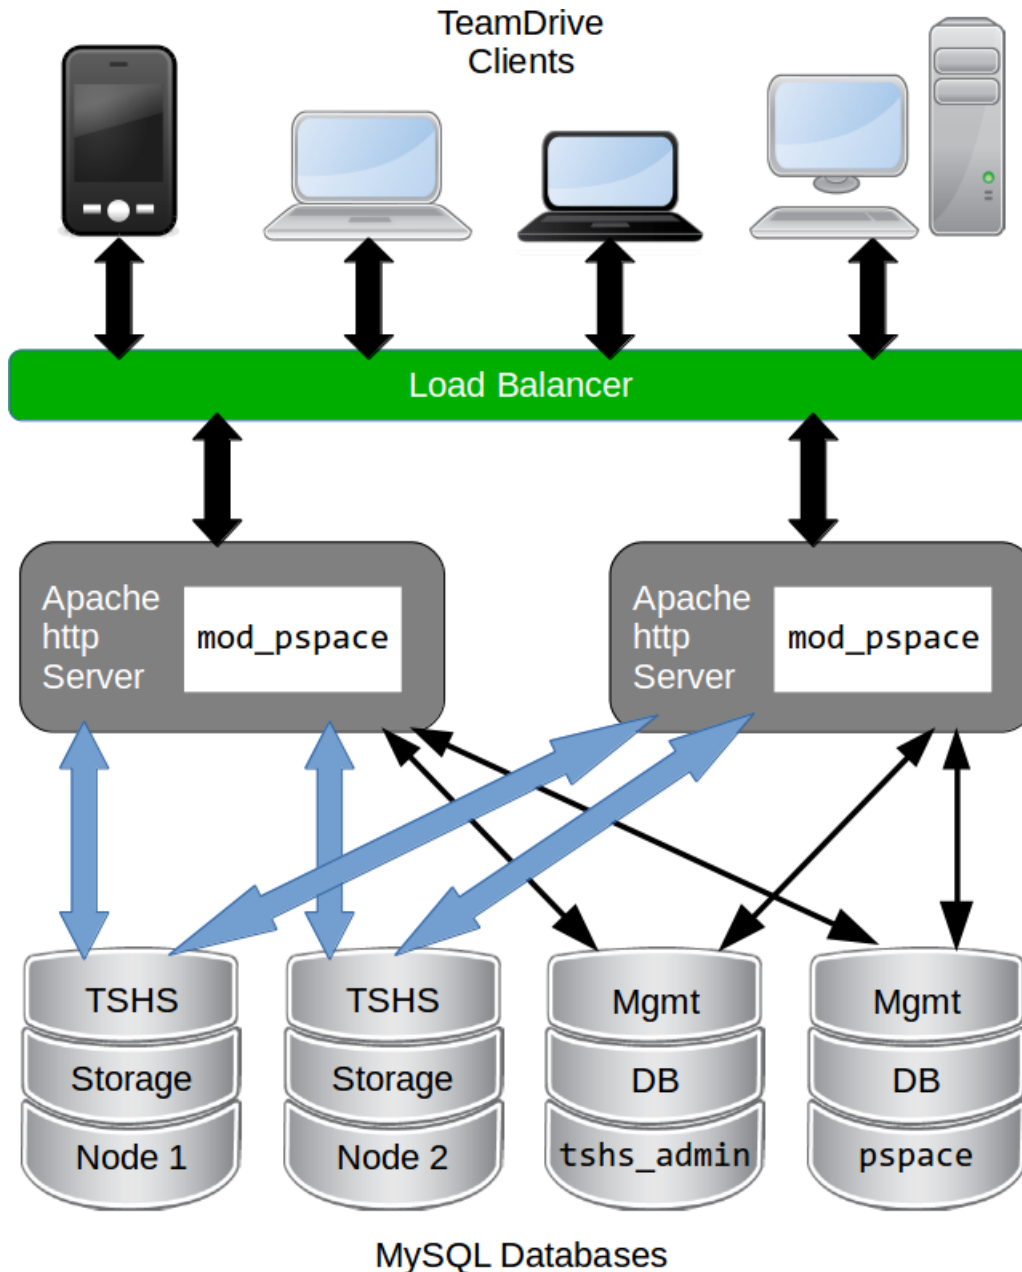 TeamDrive
Clients
Load Balancer
Apache
http
Server
mod_pspace
Apache
http
Server
mod_pspace
TSHS
Storage
Node 1
TSHS
Storage
Node 2
Mgmt
DB
tshs_admin
Mgmt
DB
pspace
MySQL Databases